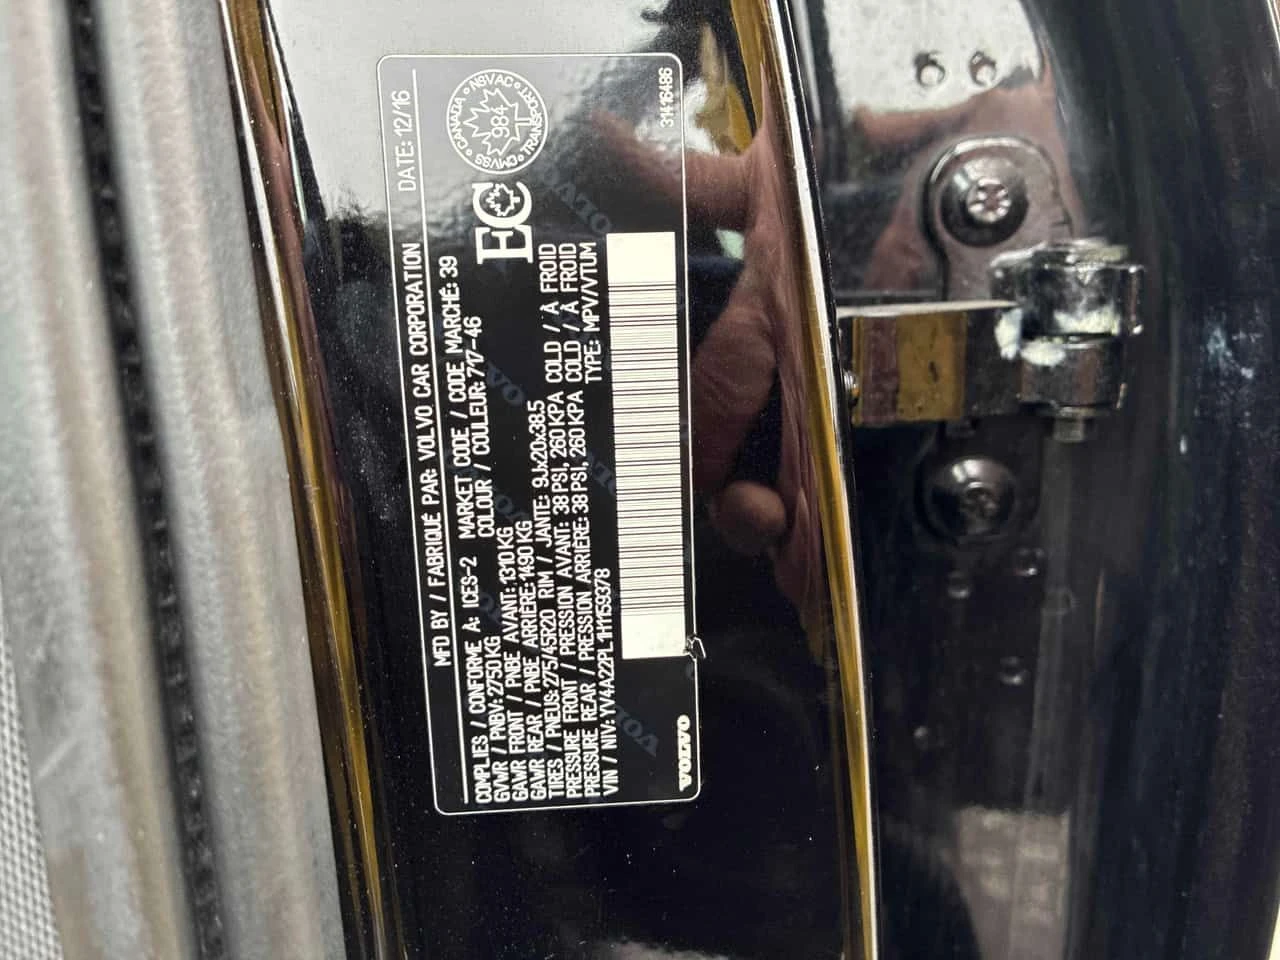 DATE: 12/16
MFD BY / FABRIQUÉ PAR: VOLVO CAR CORPORATION
COMPLIES / CONFORME A: ICES-2 MARKET CODE / CODE MARCHÉ: 39
GVWR / PNBV: 2750 KG COLOUR / COULEUR: 717-46
GAWR FRONT / PNBE AVANT: 1310 KG
GAWR REAR / PNBE ARRIÈRE: 1490 KG
TIRES / PNEUS: 275/45R20 RIM / JANTE: 9Jx20x38.5
PRESSURE FRONT / PRESSION AVANT: 38 PSI, 260 KPA COLD / À FROID
PRESSURE REAR / PRESSION ARRIÈRE: 38 PSI, 260 KPA COLD / À FROID
VIN / NIV: YV4A22PL1H1159378 TYPE: MPV/VTUM
EC
CANADA • NSVAC • TRANSPORT • CMVSS
984
VOLVO
31416486
VOLVO
VOLVO